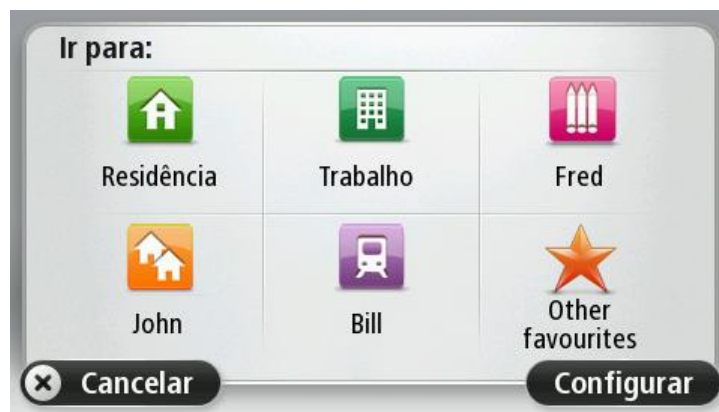 Ir para:
Residência
Trabalho
Fred
John
Bill
Other
favourites
Cancelar
Configurar